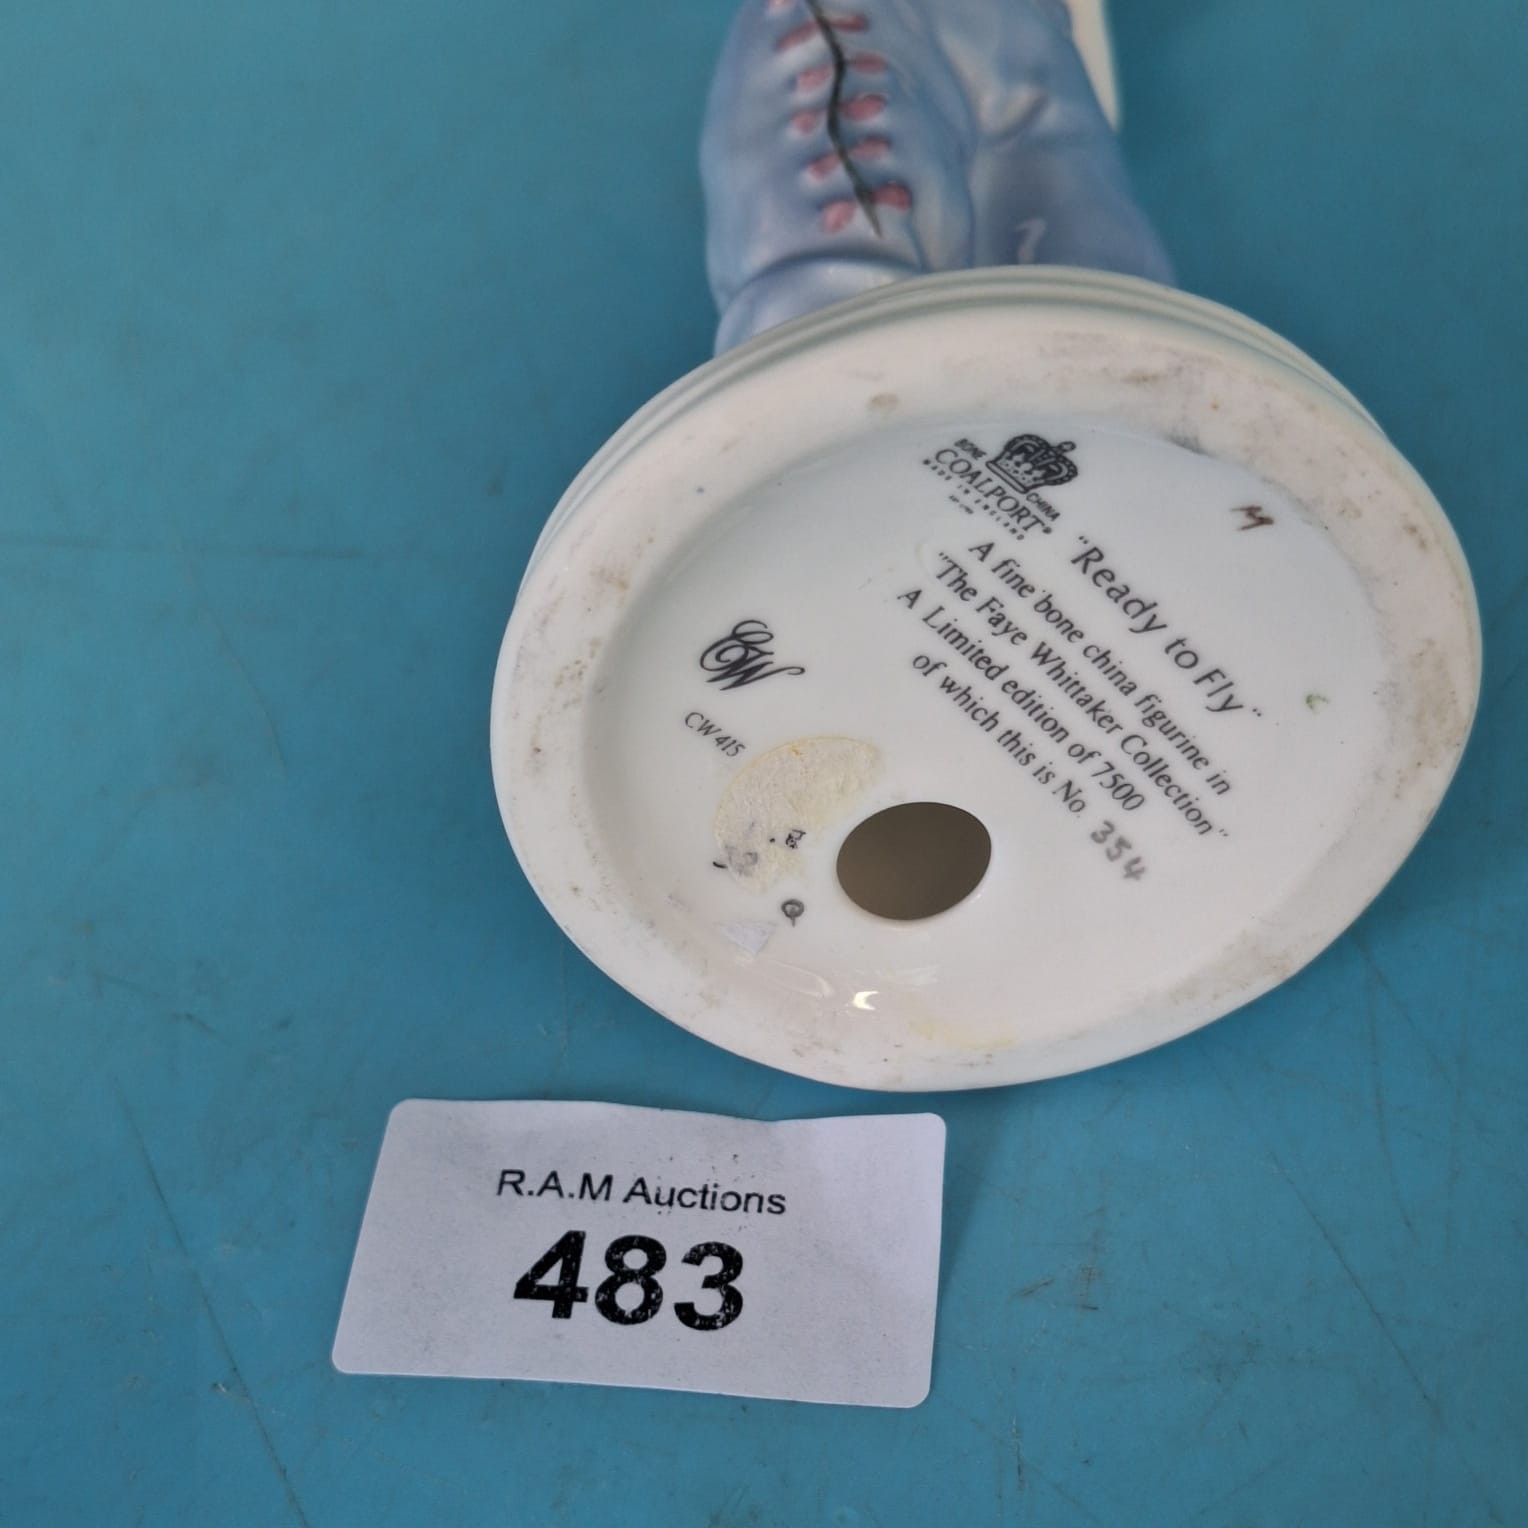 BONE CHINA
COALPORT®
MADE IN ENGLAND
"Ready to Fly"
A fine bone china figurine in
"The Faye Whittaker Collection"
A Limited edition of 7500
of which this is No. 354
M
CW
CW415
R.A.M Auctions
483